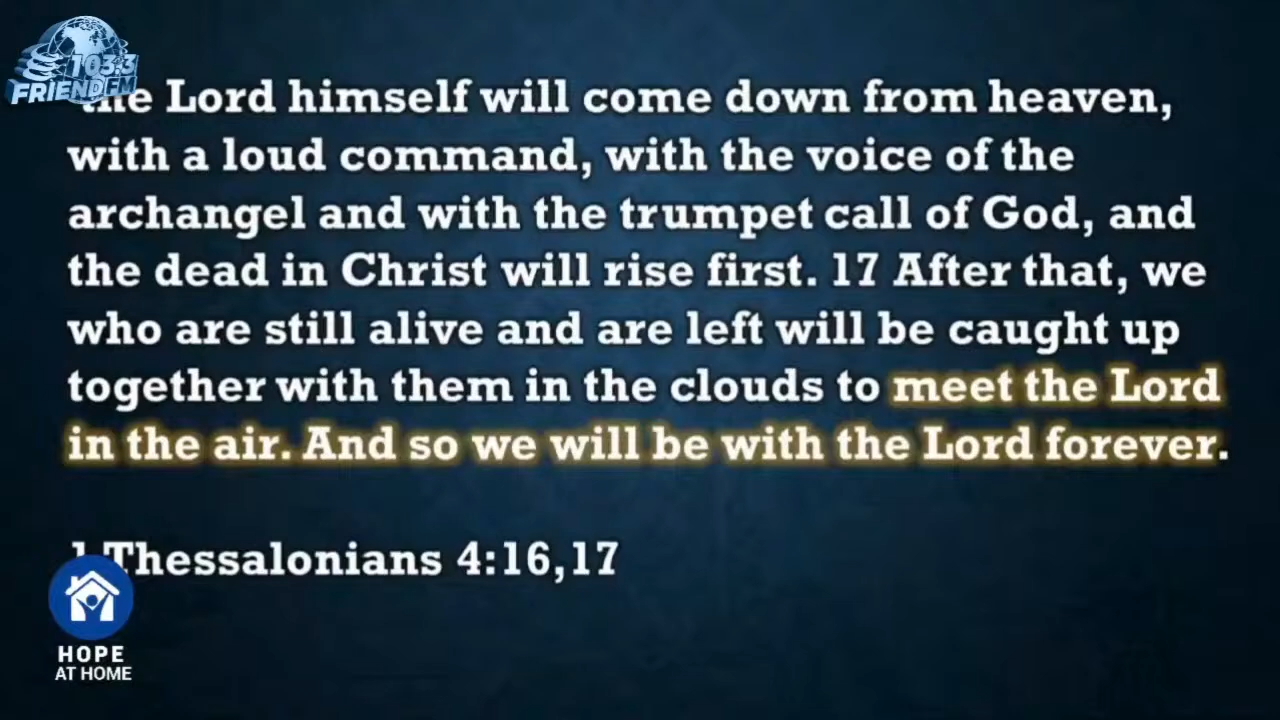 103.3
FRIEND FM
the Lord himself will come down from heaven,
with a loud command, with the voice of the
archangel and with the trumpet call of God, and
the dead in Christ will rise first. 17 After that, we
who are still alive and are left will be caught up
together with them in the clouds to meet the Lord
in the air. And so we will be with the Lord forever.
1 Thessalonians 4:16,17
HOPE
AT HOME